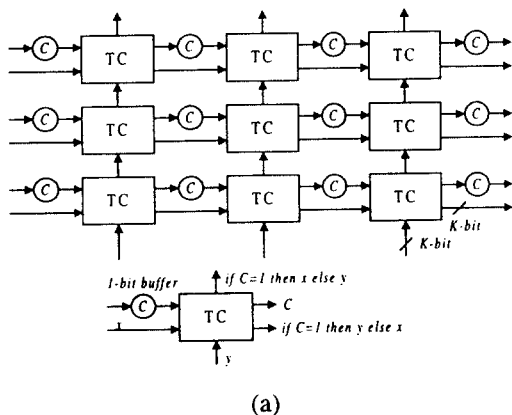 C C C C
TC TC TC
C C C C
TC TC TC
C C C C
TC TC TC
K-bit
K-bit
1-bit buffer
if C=1 then x else y
C
C
TC
x
if C=1 then y else x
y
(a)